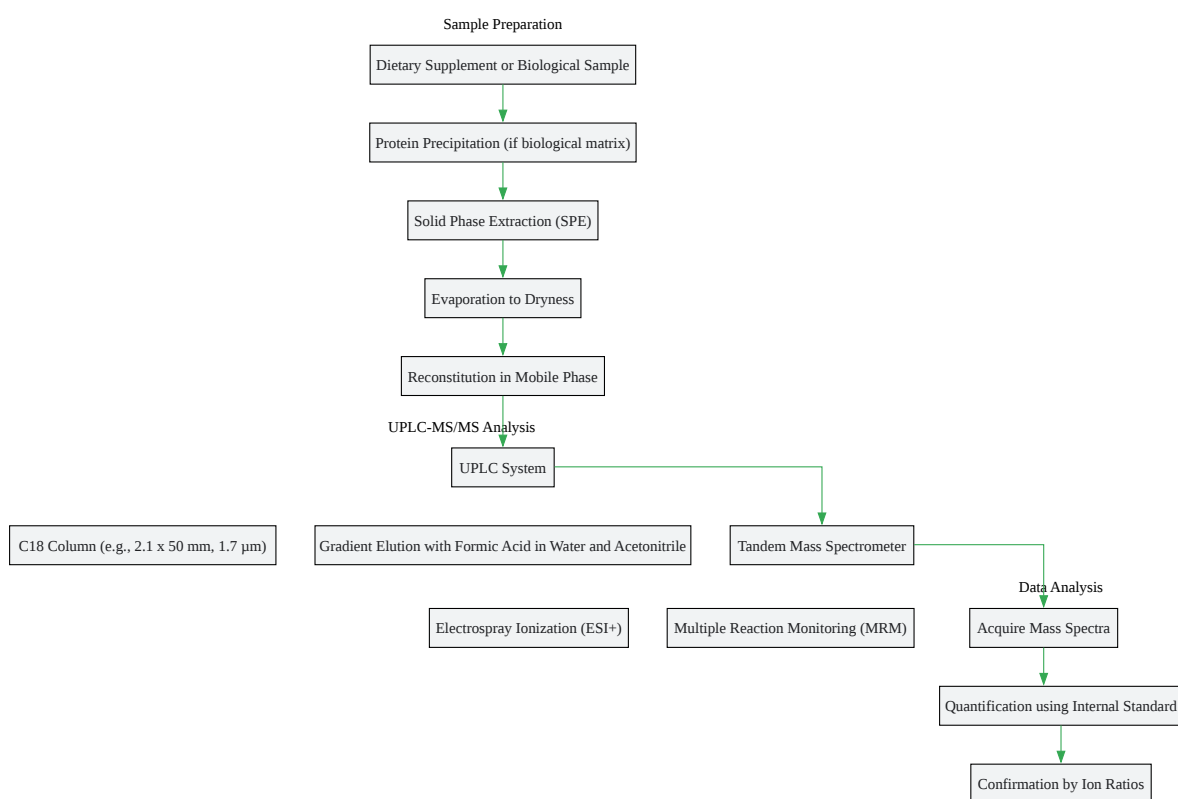 Sample Preparation
Dietary Supplement or Biological Sample
Protein Precipitation (if biological matrix)
Solid Phase Extraction (SPE)
Evaporation to Dryness
Reconstitution in Mobile Phase
UPLC-MS/MS Analysis
UPLC System
C18 Column (e.g., 2.1 x 50 mm, 1.7 µm)
Gradient Elution with Formic Acid in Water and Acetonitrile
Tandem Mass Spectrometer
Data Analysis
Electrospray Ionization (ESI+)
Multiple Reaction Monitoring (MRM)
Acquire Mass Spectra
Quantification using Internal Standard
Confirmation by Ion Ratios